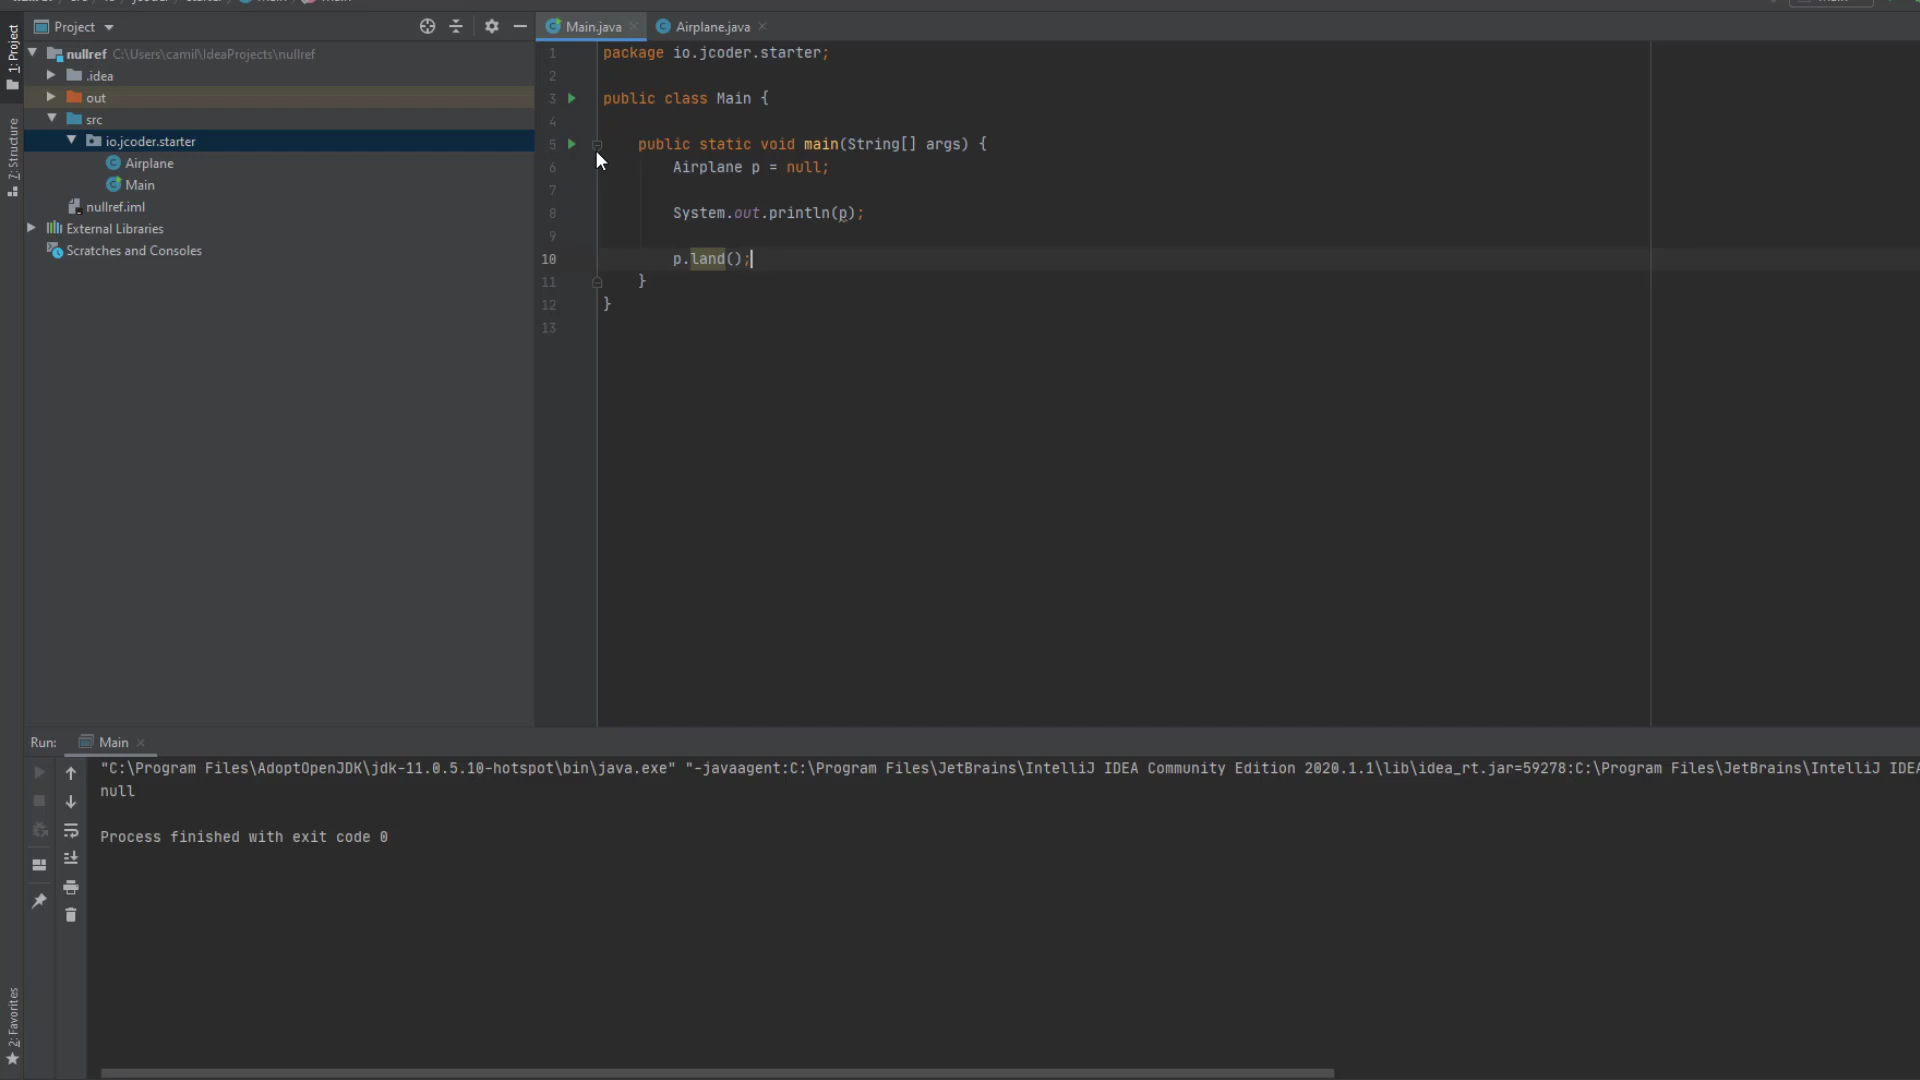 Project
Main.java
Airplane.java
1: Project
nullref C:\Users\camil\IdeaProjects\nullref
.idea
out
src
io.jcoder.starter
Airplane
Main
nullref.iml
External Libraries
Scratches and Consoles
7: Structure
1 package io.jcoder.starter;
2
3 public class Main {
4
5 public static void main(String[] args) {
6 Airplane p = null;
7
8 System.out.println(p);
9
10 p.land();
11 }
12 }
13
Run: Main
"C:\Program Files\AdoptOpenJDK\jdk-11.0.5.10-hotspot\bin\java.exe" "-javaagent:C:\Program Files\JetBrains\IntelliJ IDEA Community Edition 2020.1.1\lib\idea_rt.jar=59278:C:\Program Files\JetBrains\IntelliJ IDEA
null
Process finished with exit code 0
2: Favorites